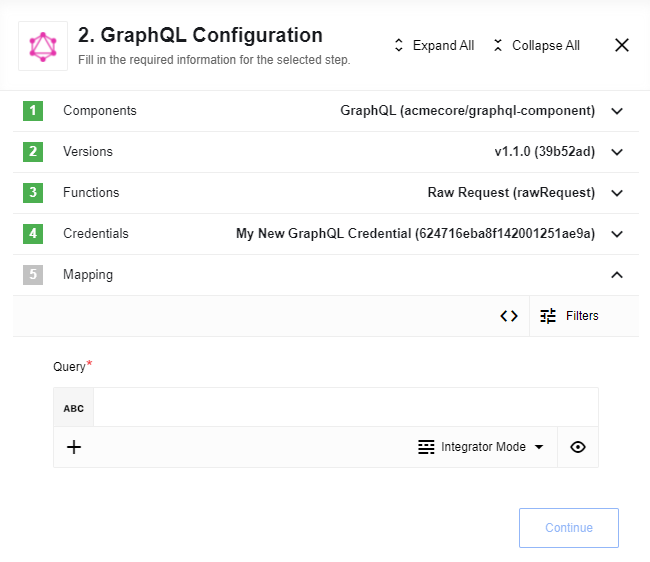 2. GraphQL Configuration
Fill in the required information for the selected step.
Expand All
Collapse All
1 Components GraphQL (acmecore/graphql-component)
2 Versions v1.1.0 (39b52ad)
3 Functions Raw Request (rawRequest)
4 Credentials My New GraphQL Credential (624716eba8f142001251ae9a)
5 Mapping
Filters
Query*
ABC
Integrator Mode
Continue